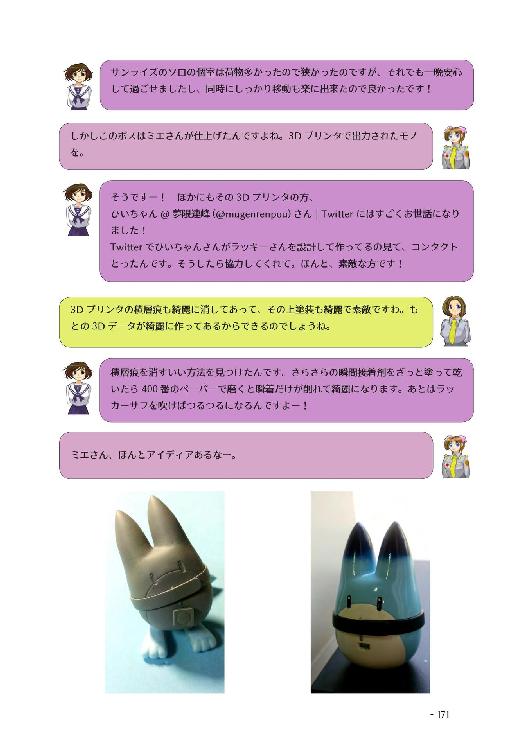 サンライズのソロの個室は荷物多かったので狭かったのですが、それでも一晩安心
して過ごせましたし、同時にしっかり移動も楽に出来たので良かったです！
しかしこのボスはミエさんが仕上げたんですよね。3D プリンタで出力されたモノ
を。
そうですー！　ほかにもその 3D プリンタの方、
ひいちゃん @ 夢幻連峰 (@mugenrenpou) さん | Twitter にはすごくお世話になり
ました！
Twitter でひいちゃんさんがラッキーさんを設計して作ってるの見て、コンタクト
とったんです。そうしたら協力してくれて。ほんと、素敵な方です！
3D プリンタの積層痕も綺麗に消してあって、その上塗装も綺麗で素敵ですわ。も
との 3D データが綺麗に作ってあるからできるのでしょうね。
積層痕を消すいい方法を見つけたんです。さらさらの瞬間接着剤をざっと塗って乾
いたら 400 番のペーパーで磨くと瞬着だけが削れて綺麗になります。あとはラッ
カーサフを吹けばつるつるになるんですよー！
ミエさん、ほんとアイディアあるなー。
- 171